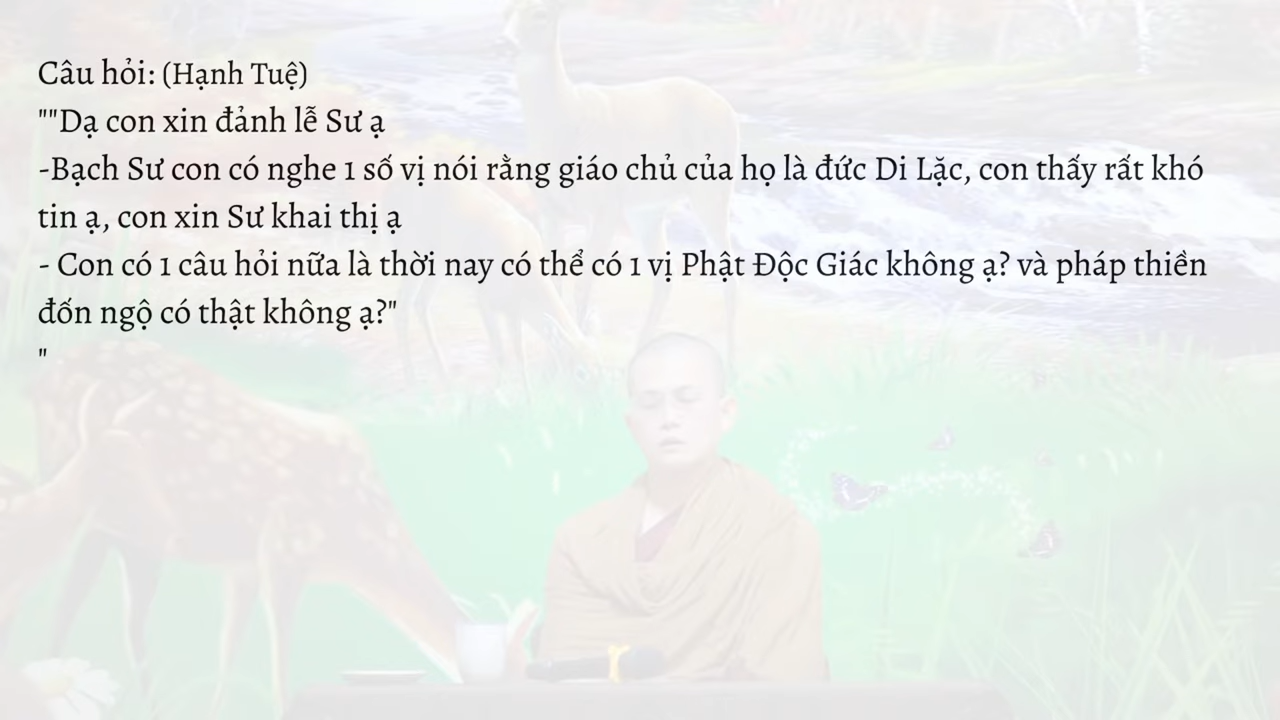 Câu hỏi: (Hạnh Tuệ)
""Dạ con xin đảnh lễ Sư ạ
-Bạch Sư con có nghe 1 số vị nói rằng giáo chủ của họ là đức Di Lặc, con thấy rất khó
tin ạ, con xin Sư khai thị ạ
- Con có 1 câu hỏi nữa là thời nay có thể có 1 vị Phật Độc Giác không ạ? và pháp thiền
đốn ngộ có thật không ạ?"
"